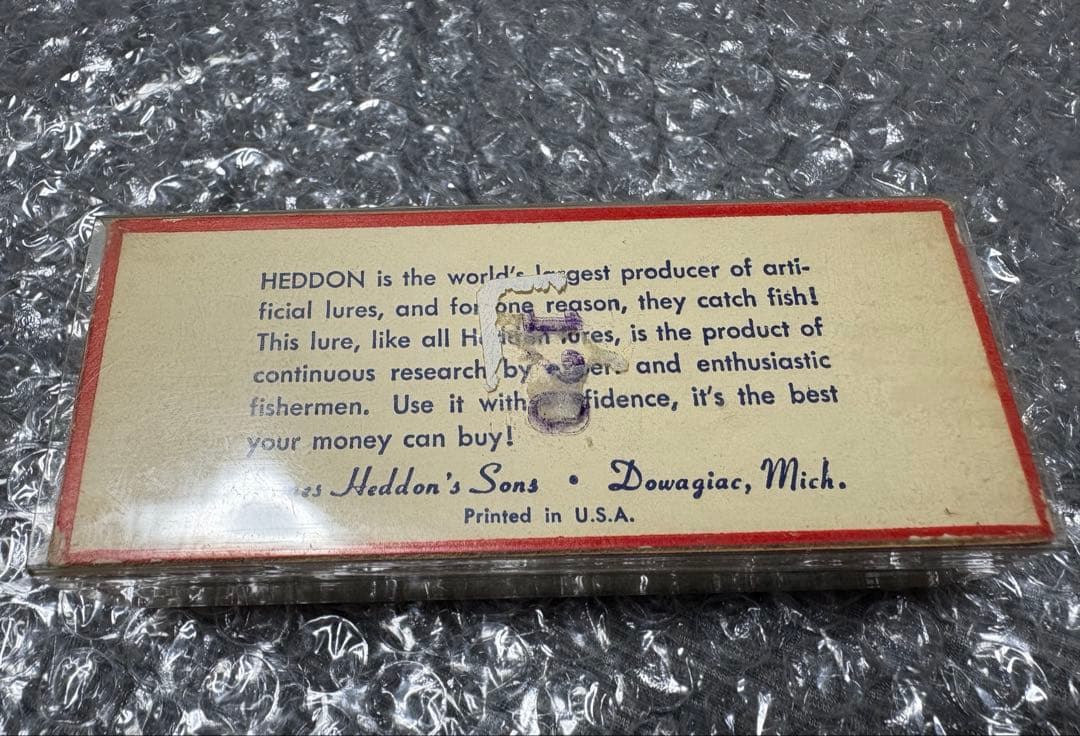 HEDDON is the world's largest producer of arti-
ficial lures, and for one reason, they catch fish!
This lure, like all Heddon lures, is the product of
continuous research by and enthusiastic
fishermen. Use it with confidence, it's the best
your money can buy!
Heddon's Sons • Dowagiac, Mich.
Printed in U.S.A.